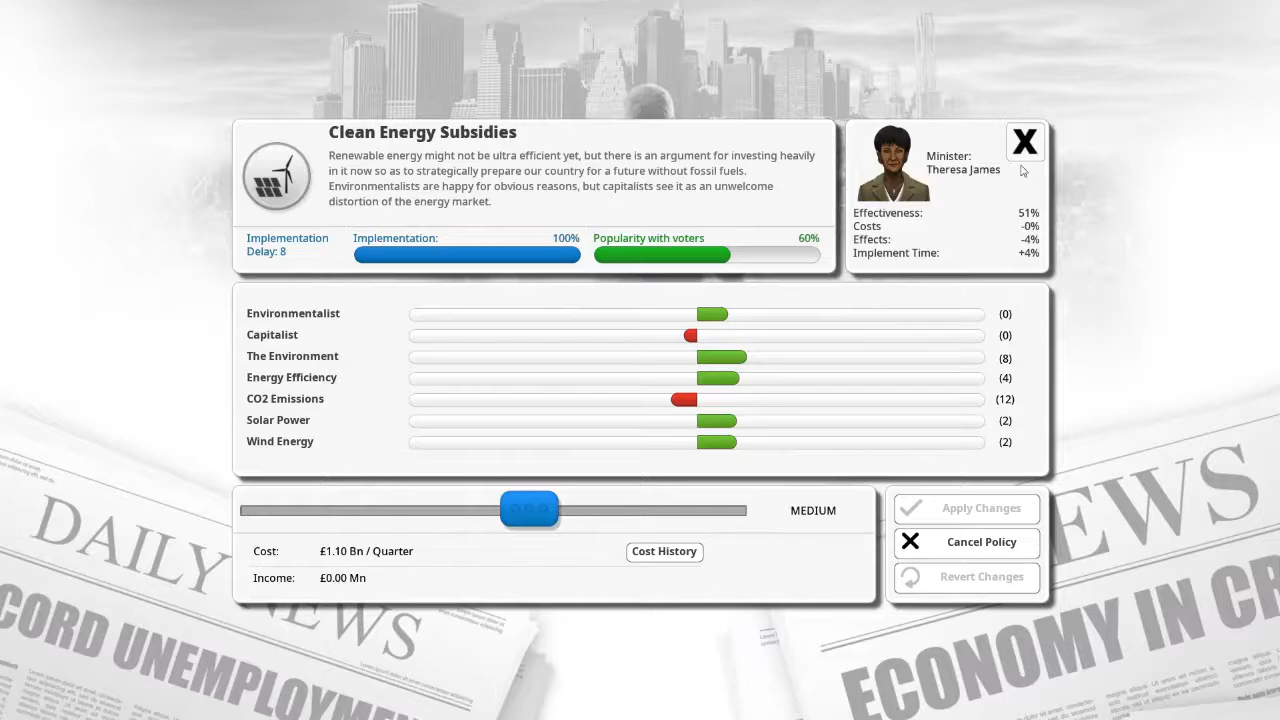 Clean Energy Subsidies
Renewable energy might not be ultra efficient yet, but there is an argument for investing heavily
in it now so as to strategically prepare our country for a future without fossil fuels.
Environmentalists are happy for obvious reasons, but capitalists see it as an unwelcome
distortion of the energy market.
Implementation
Delay: 8
Implementation: 100%
Popularity with voters 60%
X
Minister:
Theresa James
Effectiveness: 51%
Costs -0%
Effects: -4%
Implement Time: +4%
Environmentalist (0)
Capitalist (0)
The Environment (8)
Energy Efficiency (4)
CO2 Emissions (12)
Solar Power (2)
Wind Energy (2)
MEDIUM
Cost: £1.10 Bn / Quarter
Cost History
Income: £0.00 Mn
Apply Changes
Cancel Policy
Revert Changes
DAILY NEWS
CORD UNEMPLOYME
EWS
ECONOMY IN CR